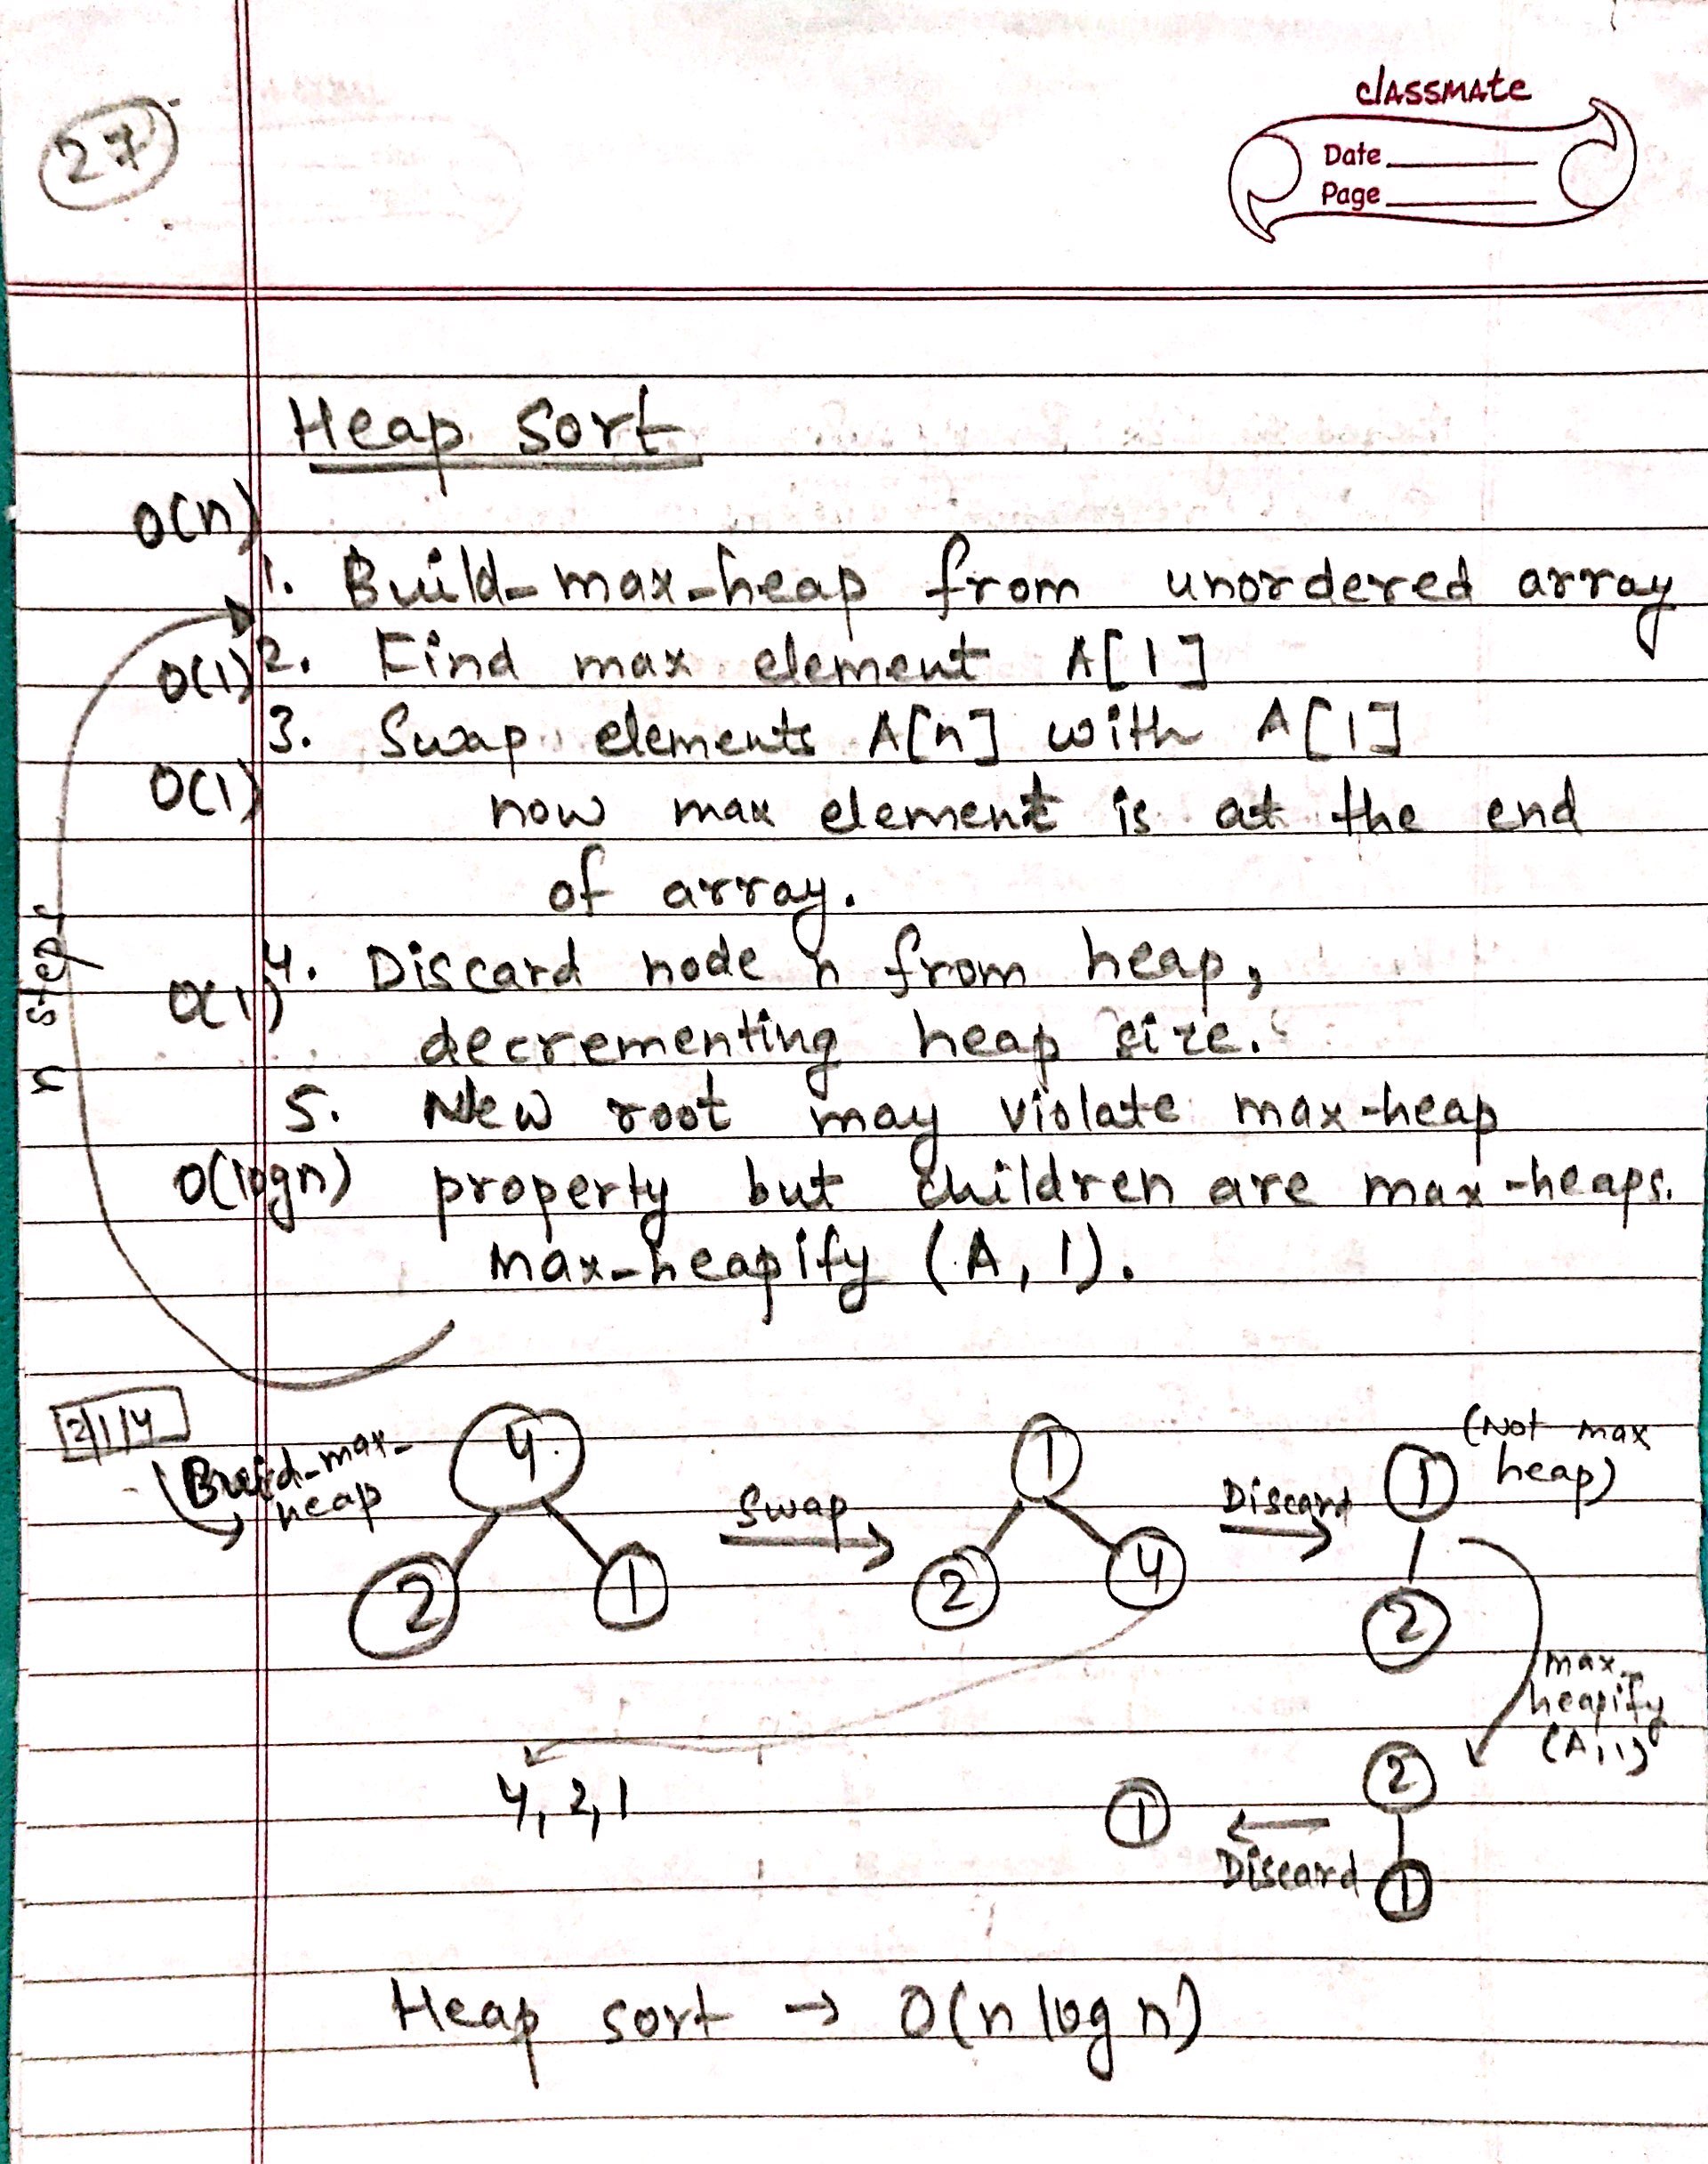 27
classmate
Date
Page
Heap sort
O(n)
1. Build-max-heap from unordered array
O(1) 2. Find max element A[1]
3. Swap elements A[n] with A[1]
O(1)
now max element is at the end
of array.
n steps
4. Discard node n from heap,
O(1)
decrementing heap size.
5. New root may violate max-heap
O(logn) property but children are max-heaps.
max-heapify (A, 1).
2|1|4
Build-max-
heap
4
2
1
Swap
1
2
4
Discard
1
2
(Not max
heap)
max-
heapify
(A,1)
4, 2, 1
1
Discard
2
1
Heap sort → O(n log n)